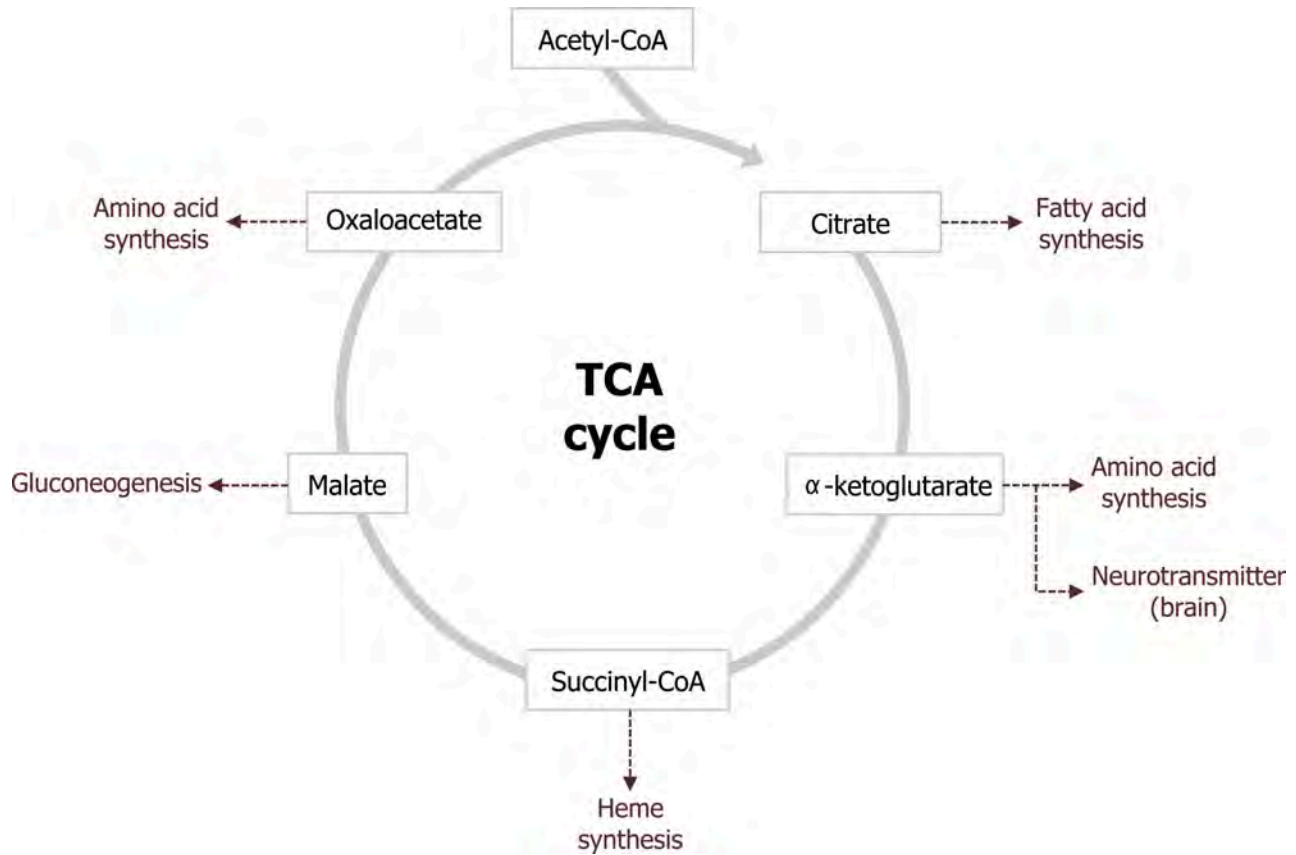 Acetyl-CoA
Amino acid
synthesis
Oxaloacetate
Citrate
Fatty acid
synthesis
TCA
cycle
Gluconeogenesis
Malate
α-ketoglutarate
Amino acid
synthesis
Neurotransmitter
(brain)
Succinyl-CoA
Heme
synthesis